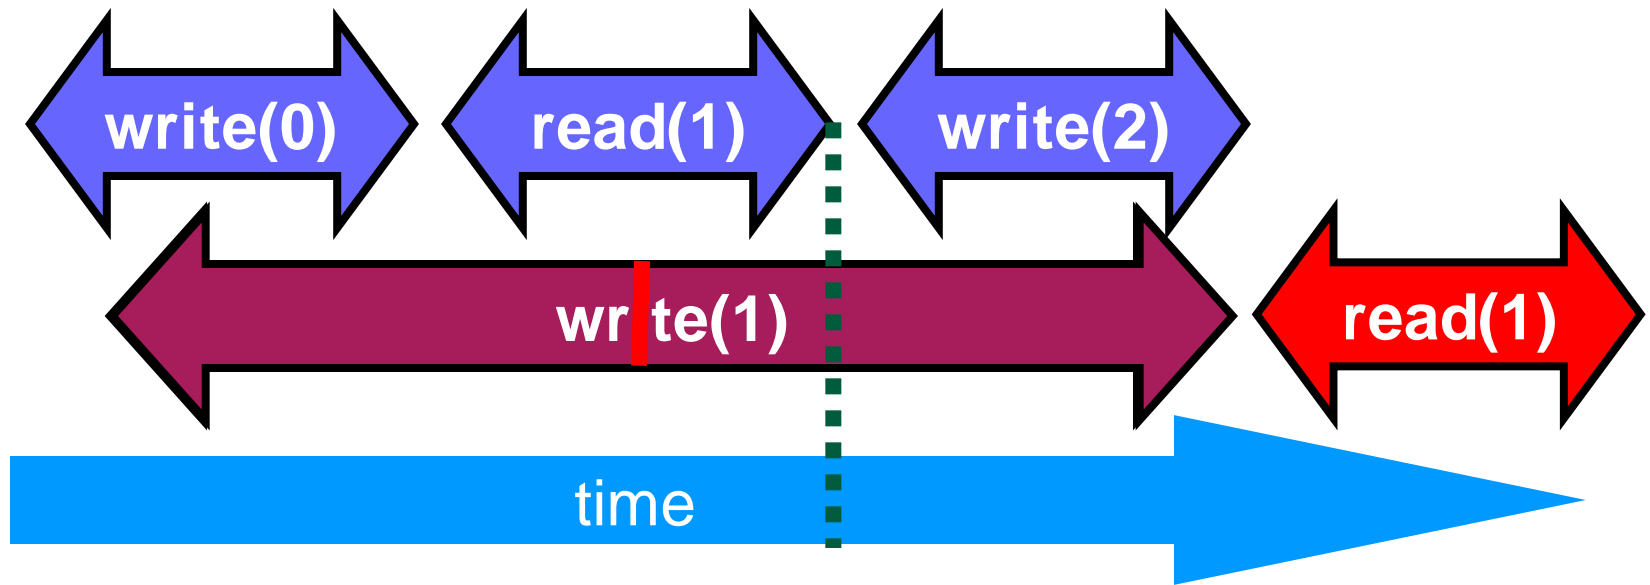 write(0) read(1) write(2)
write(1) read(1)
time